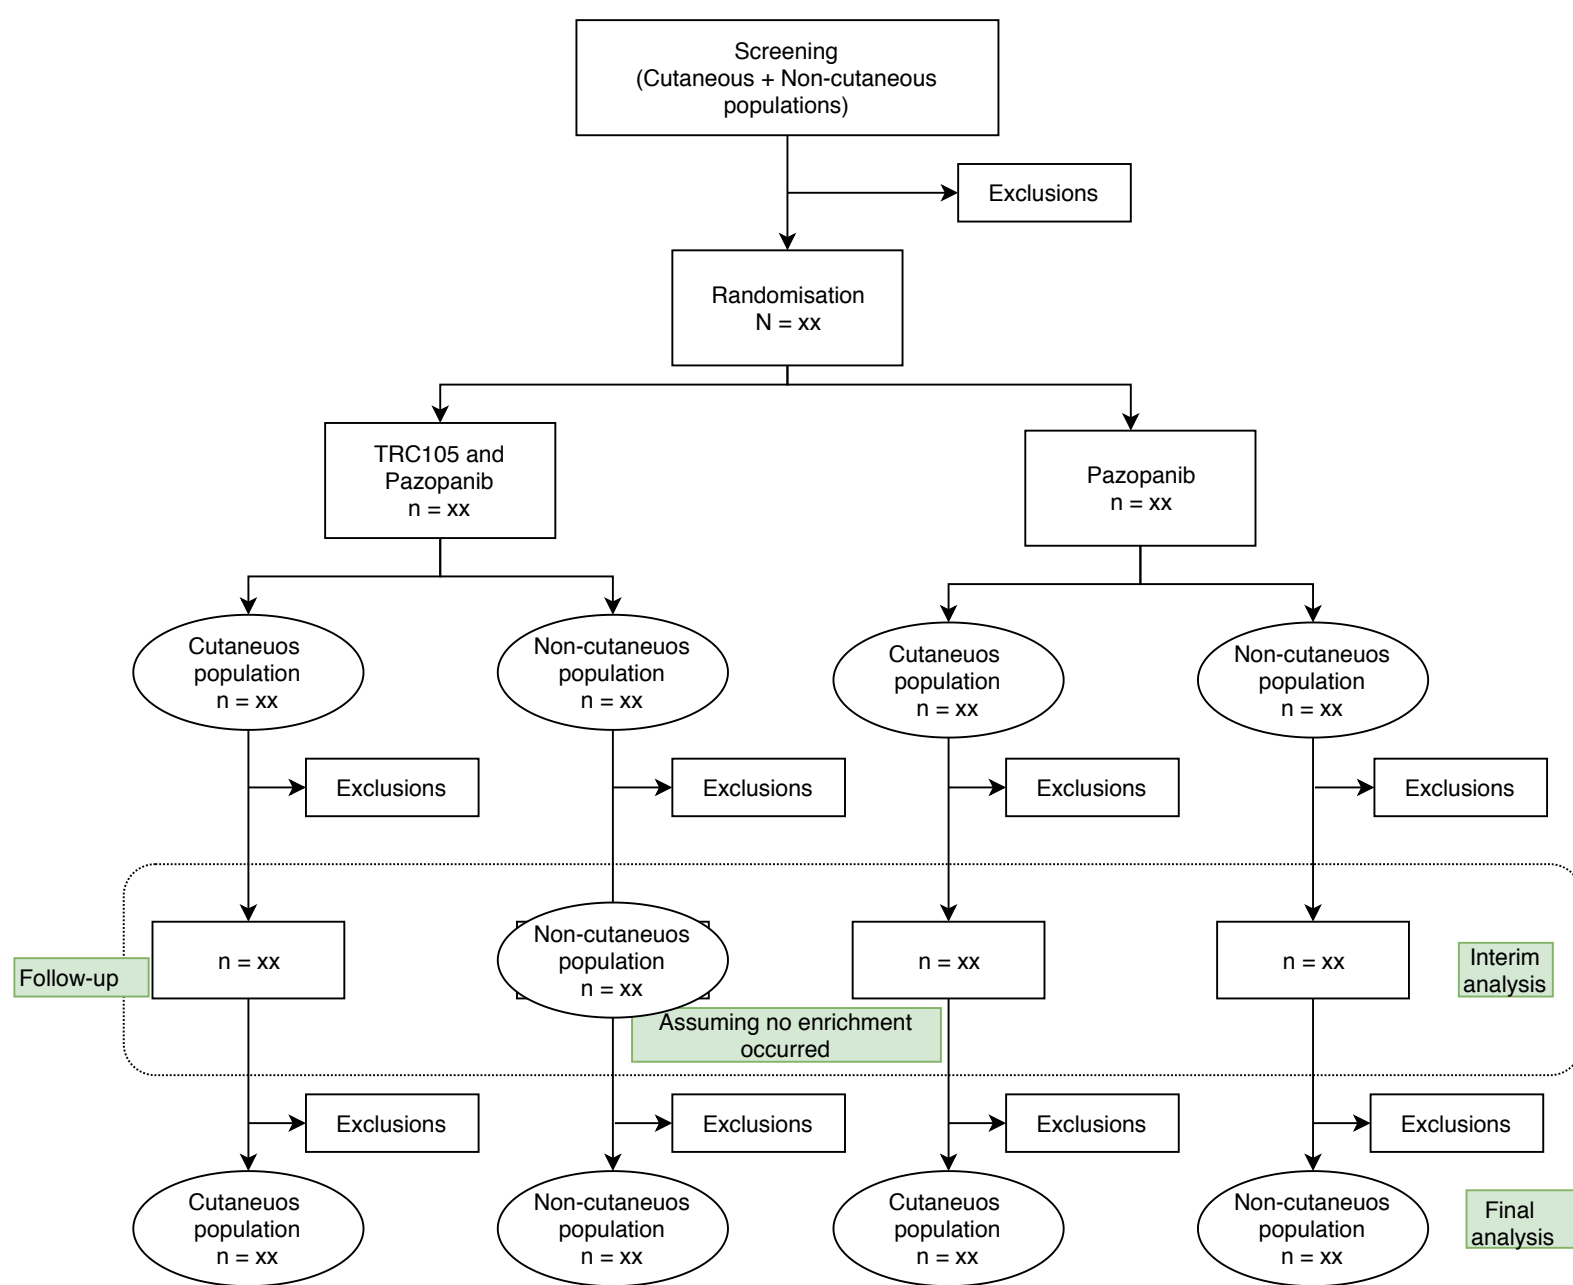 Screening
(Cutaneous + Non-cutaneous
populations)
Exclusions
Randomisation
N = xx
TRC105 and
Pazopanib
n = xx
Pazopanib
n = xx
Cutaneuos
population
n = xx
Non-cutaneuos
population
n = xx
Cutaneuos
population
n = xx
Non-cutaneuos
population
n = xx
Exclusions
Exclusions
Exclusions
Exclusions
Follow-up
n = xx
Non-cutaneuos
population
n = xx
n = xx
n = xx
Interim
analysis
Assuming no enrichment
occurred
Exclusions
Exclusions
Exclusions
Exclusions
Cutaneuos
population
n = xx
Non-cutaneuos
population
n = xx
Cutaneuos
population
n = xx
Non-cutaneuos
population
n = xx
Final
analysis